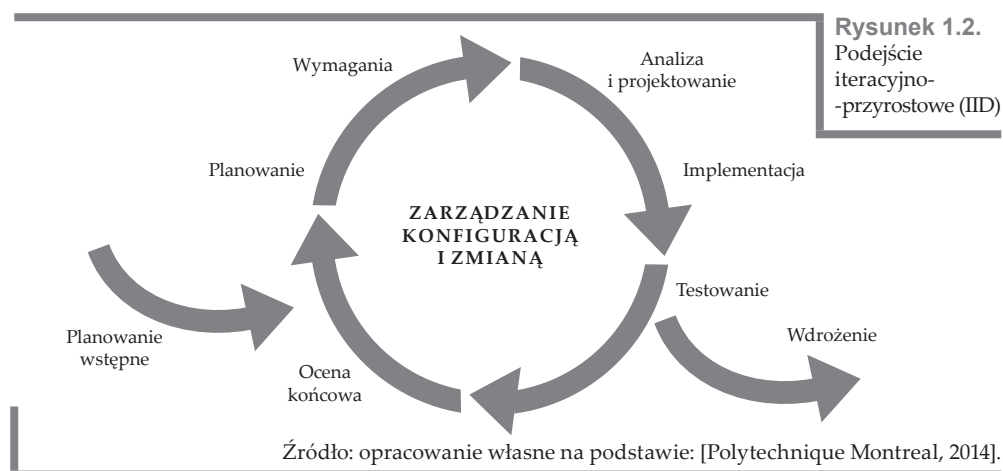 Rysunek 1.2.
Podejście
iteracyjno-
-przyrostowe (IID)
Wymagania
Analiza
i projektowanie
Planowanie
Implementacja
ZARZĄDZANIE
KONFIGURACJĄ
I ZMIANĄ
Testowanie
Planowanie
wstępne
Wdrożenie
Ocena
końcowa
Źródło: opracowanie własne na podstawie: [Polytechnique Montreal, 2014].